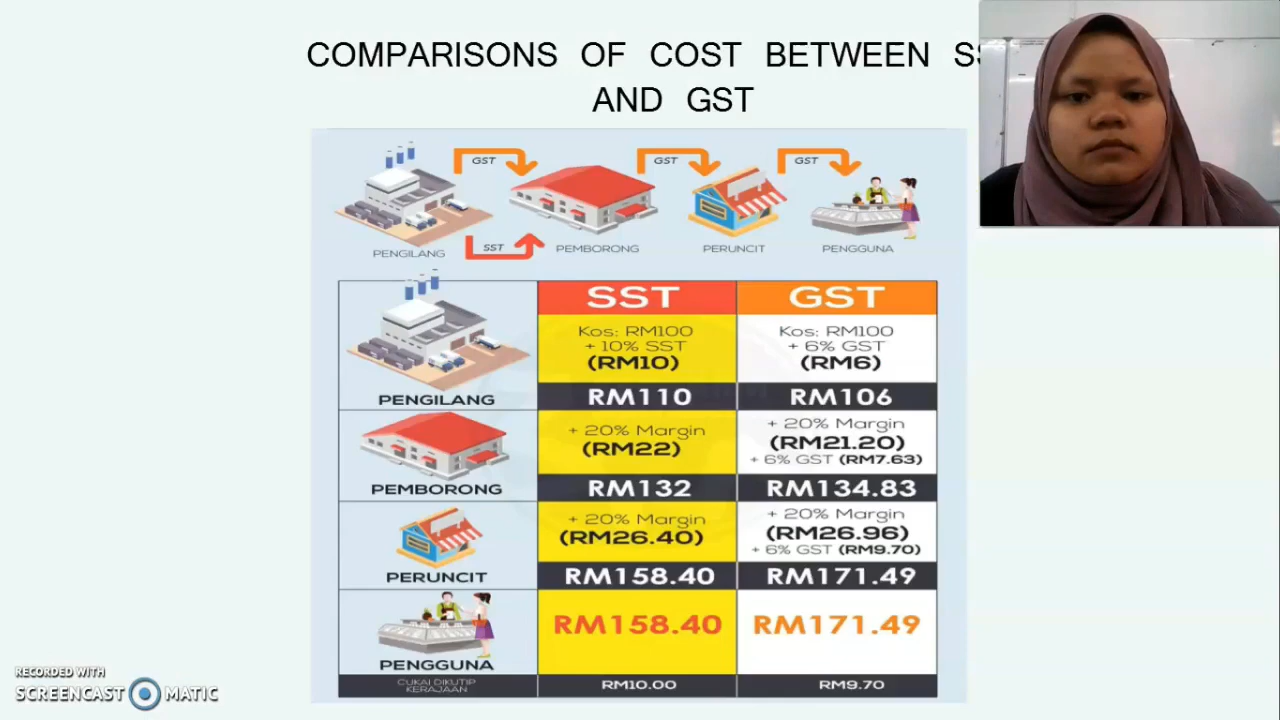 COMPARISONS OF COST BETWEEN
AND GST
GST
GST
GST
SST
PENGILANG
PEMBORONG
PERUNCIT
PENGGUNA
SST
GST
Kos: RM100
+ 10% SST
(RM10)
Kos: RM100
+ 6% GST
(RM6)
PENGILANG
RM110
RM106
+ 20% Margin
(RM22)
+ 20% Margin
(RM21.20)
+ 6% GST (RM7.63)
PEMBORONG
RM132
RM134.83
+ 20% Margin
(RM26.40)
+ 20% Margin
(RM26.96)
+ 6% GST (RM9.70)
PERUNCIT
RM158.40
RM171.49
RM158.40
RM171.49
PENGGUNA
CUKAI DIKUTIP
KERAJAAN
RM10.00
RM9.70
RECORDED WITH
SCREENCAST MATIC